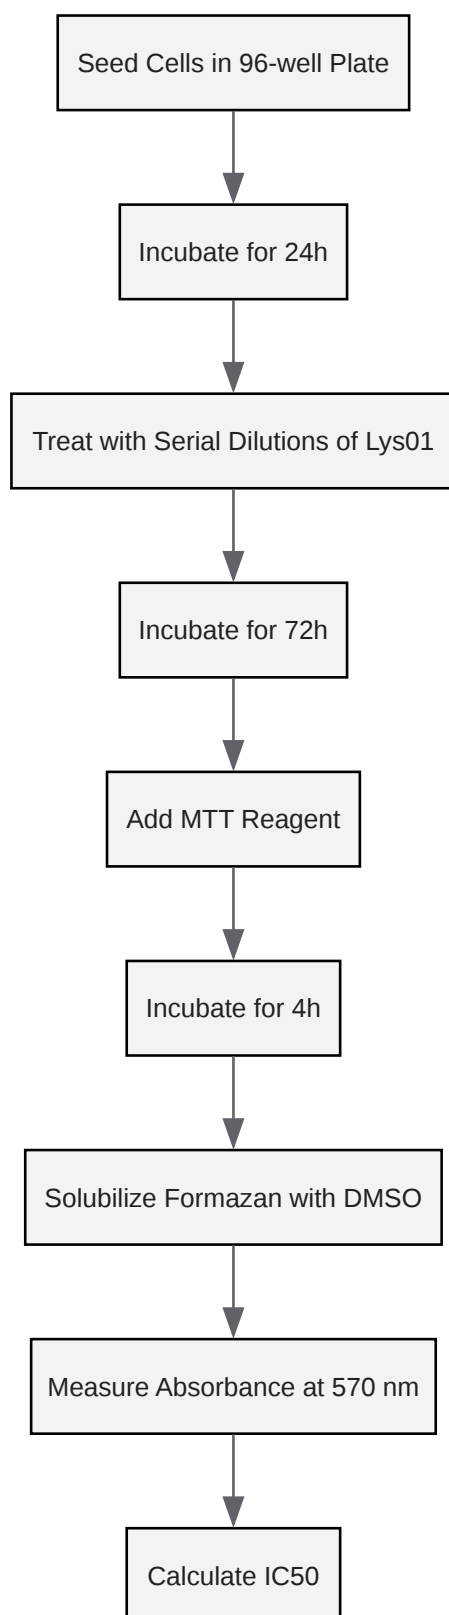 Seed Cells in 96-well Plate
Incubate for 24h
Treat with Serial Dilutions of Lys01
Incubate for 72h
Add MTT Reagent
Incubate for 4h
Solubilize Formazan with DMSO
Measure Absorbance at 570 nm
Calculate IC50